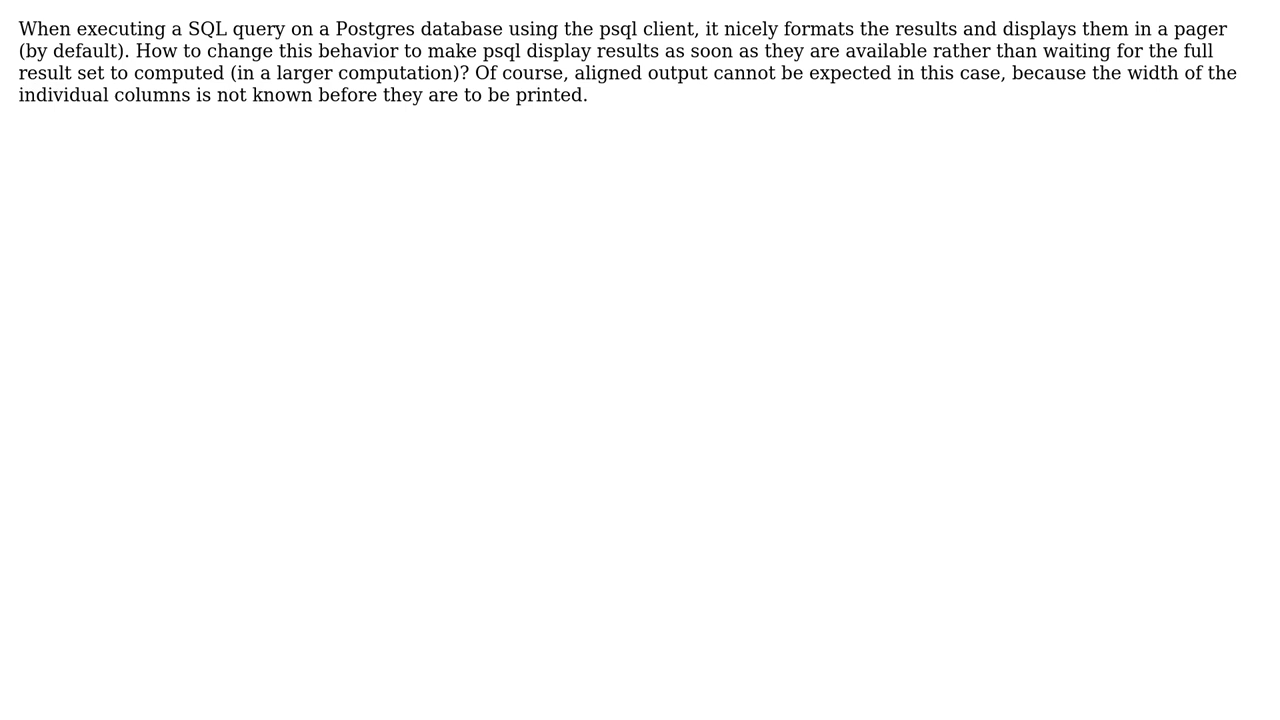 When executing a SQL query on a Postgres database using the psql client, it nicely formats the results and displays them in a pager
(by default). How to change this behavior to make psql display results as soon as they are available rather than waiting for the full
result set to computed (in a larger computation)? Of course, aligned output cannot be expected in this case, because the width of the
individual columns is not known before they are to be printed.